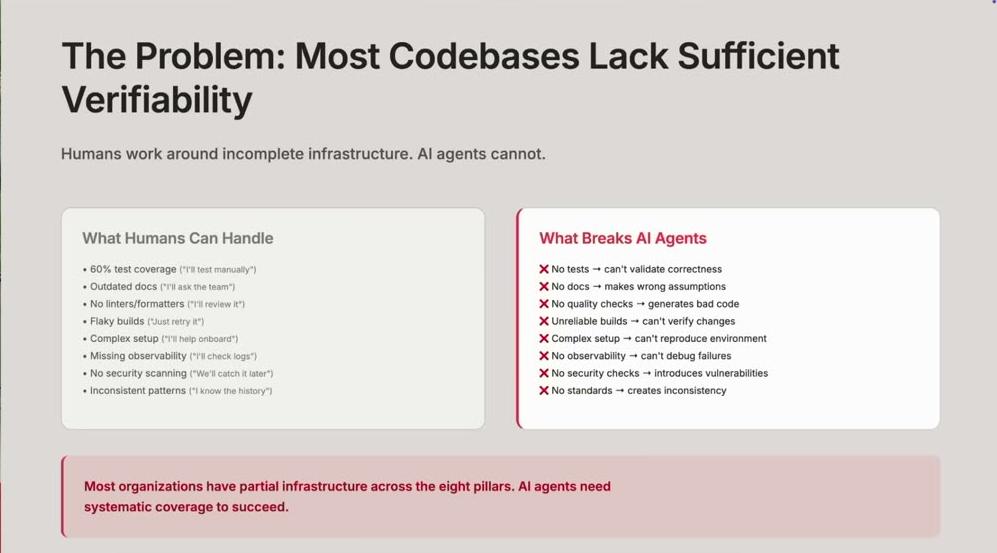 The Problem: Most Codebases Lack Sufficient
Verifiability
Humans work around incomplete infrastructure. AI agents cannot.
What Humans Can Handle
• 60% test coverage ("I'll test manually")
• Outdated docs ("I'll ask the team")
• No linters/formatters ("I'll review it")
• Flaky builds ("Just retry it")
• Complex setup ("I'll help onboard")
• Missing observability ("I'll check logs")
• No security scanning ("We'll catch it later")
• Inconsistent patterns ("I know the history")
What Breaks AI Agents
❌ No tests → can't validate correctness
❌ No docs → makes wrong assumptions
❌ No quality checks → generates bad code
❌ Unreliable builds → can't verify changes
❌ Complex setup → can't reproduce environment
❌ No observability → can't debug failures
❌ No security checks → introduces vulnerabilities
❌ No standards → creates inconsistency
Most organizations have partial infrastructure across the eight pillars. AI agents need
systematic coverage to succeed.